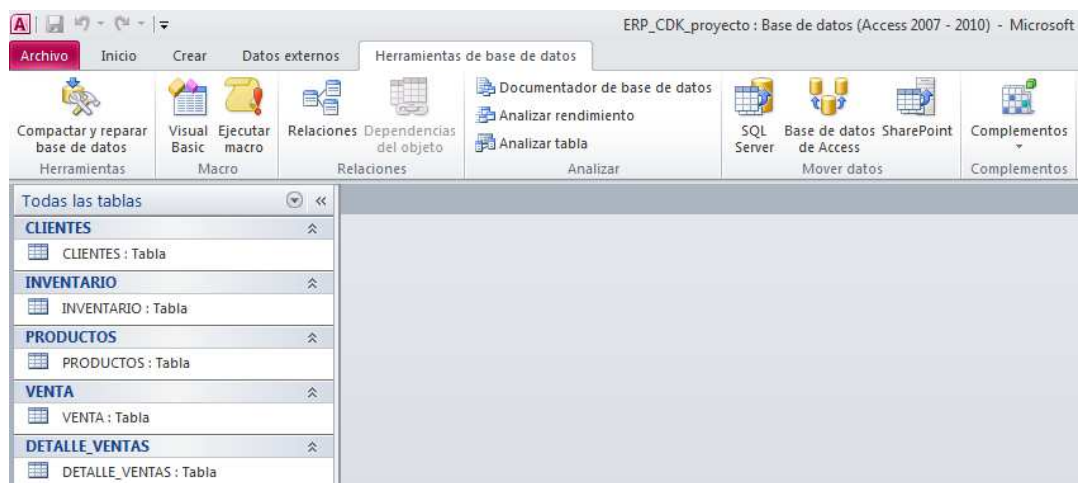 ERP_CDK_proyecto : Base de datos (Access 2007 - 2010) - Microsoft
Archivo Inicio Crear Datos externos Herramientas de base de datos
Compactar y reparar base de datos
Herramientas
Visual Basic
Ejecutar macro
Macro
Relaciones
Dependencias del objeto
Relaciones
Documentador de base de datos
Analizar rendimiento
Analizar tabla
Analizar
SQL Server
Base de datos de Access
SharePoint
Mover datos
Complementos
Complementos
Todas las tablas
CLIENTES
CLIENTES : Tabla
INVENTARIO
INVENTARIO : Tabla
PRODUCTOS
PRODUCTOS : Tabla
VENTA
VENTA : Tabla
DETALLE_VENTAS
DETALLE_VENTAS : Tabla